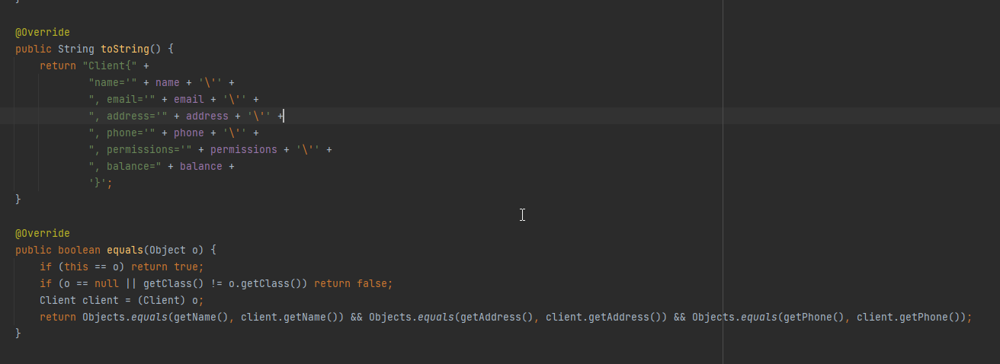 }
@Override
public String toString() {
    return "Client{" +
            "name='" + name + '\'' +
            ", email='" + email + '\'' +
            ", address='" + address + '\'' +
            ", phone='" + phone + '\'' +
            ", permissions='" + permissions + '\'' +
            ", balance=" + balance +
            '}';
}
@Override
public boolean equals(Object o) {
    if (this == o) return true;
    if (o == null || getClass() != o.getClass()) return false;
    Client client = (Client) o;
    return Objects.equals(getName(), client.getName()) && Objects.equals(getAddress(), client.getAddress()) && Objects.equals(getPhone(), client.getPhone());
}